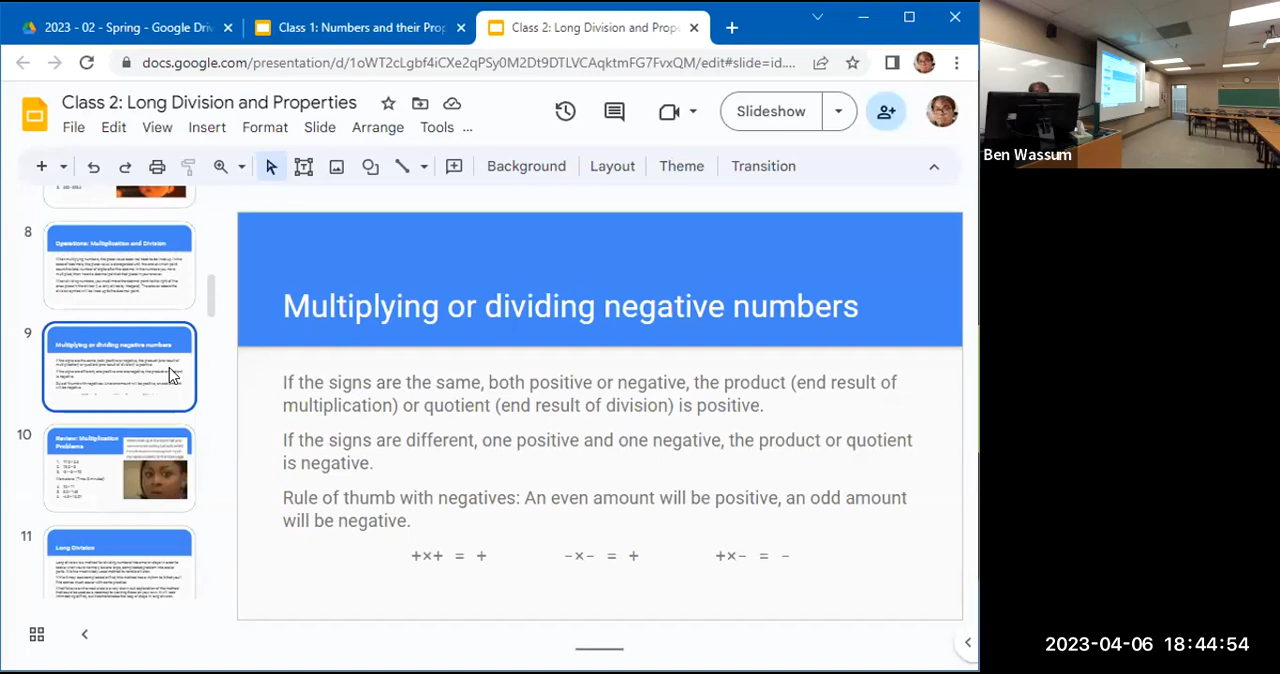 2023 - 02 - Spring - Google Driv
Class 1: Numbers and their Prop
Class 2: Long Division and Prope
docs.google.com/presentation/d/1oWT2cLgbf4iCXe2qPSy0M2Dt9DTLVCAqktmFG7FvxQM/edit#slide=id....
Class 2: Long Division and Properties
File Edit View Insert Format Slide Arrange Tools ...
Slideshow
Background Layout Theme Transition
8
Operations: Multiplication and Division
9
Multiplying or dividing negative numbers
10
Review: Multiplication
Problems
11
Long Division
Multiplying or dividing negative numbers
If the signs are the same, both positive or negative, the product (end result of
multiplication) or quotient (end result of division) is positive.
If the signs are different, one positive and one negative, the product or quotient
is negative.
Rule of thumb with negative: An even amount will be positive, an odd amount
will be negative.
+×+ = + -×- = + +×- = -
Ben Wassum
2023-04-06 18:44:54